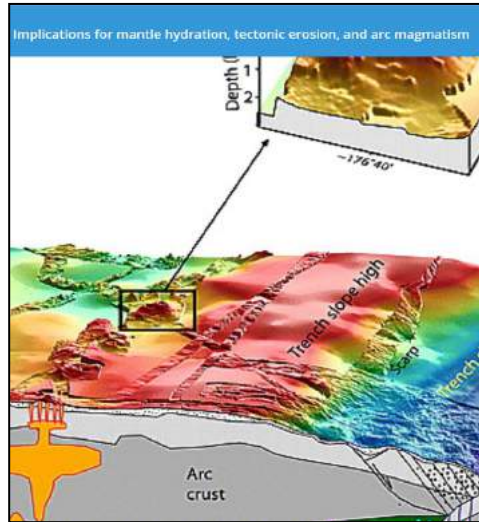 Implications for mantle hydration, tectonic erosion, and arc magmatism
Depth (
1
2
~176°40'
Trench slope high
Scarp
Trench
Arc
crust